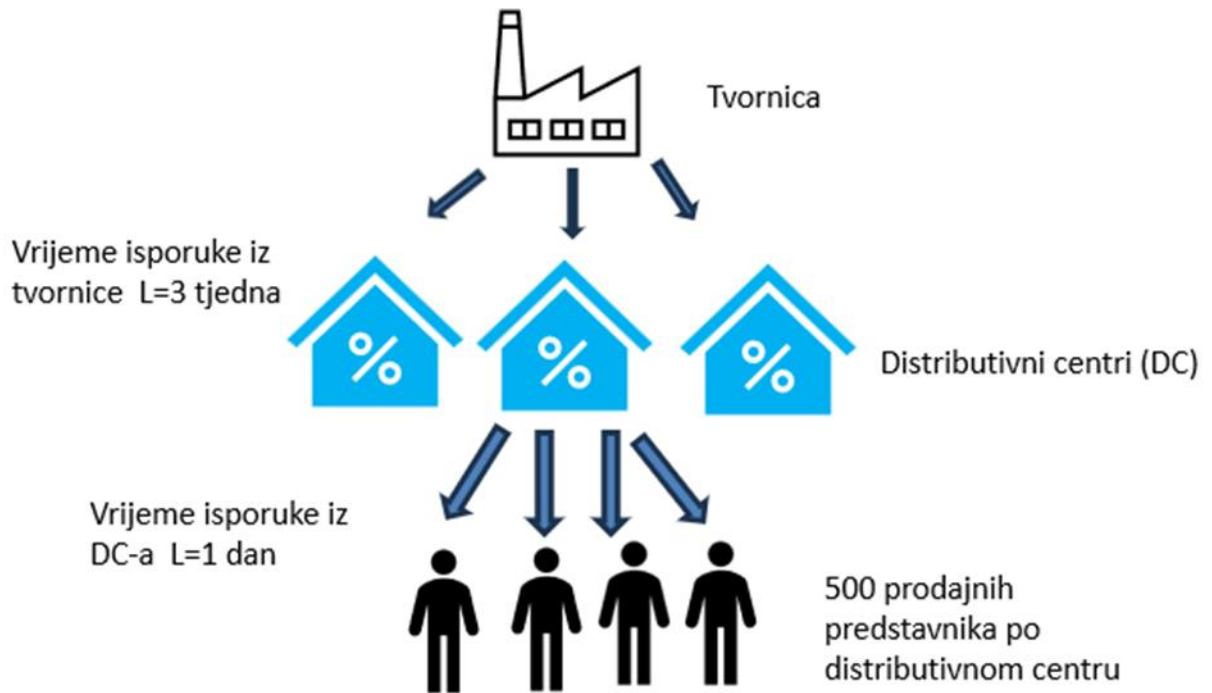 Tvornica
Vrijeme isporuke iz
tvornice L=3 tjedna
%
%
%
Distributivni centri (DC)
Vrijeme isporuke iz
DC-a L=1 dan
500 prodajnih
predstavnika po
distributivnom centru